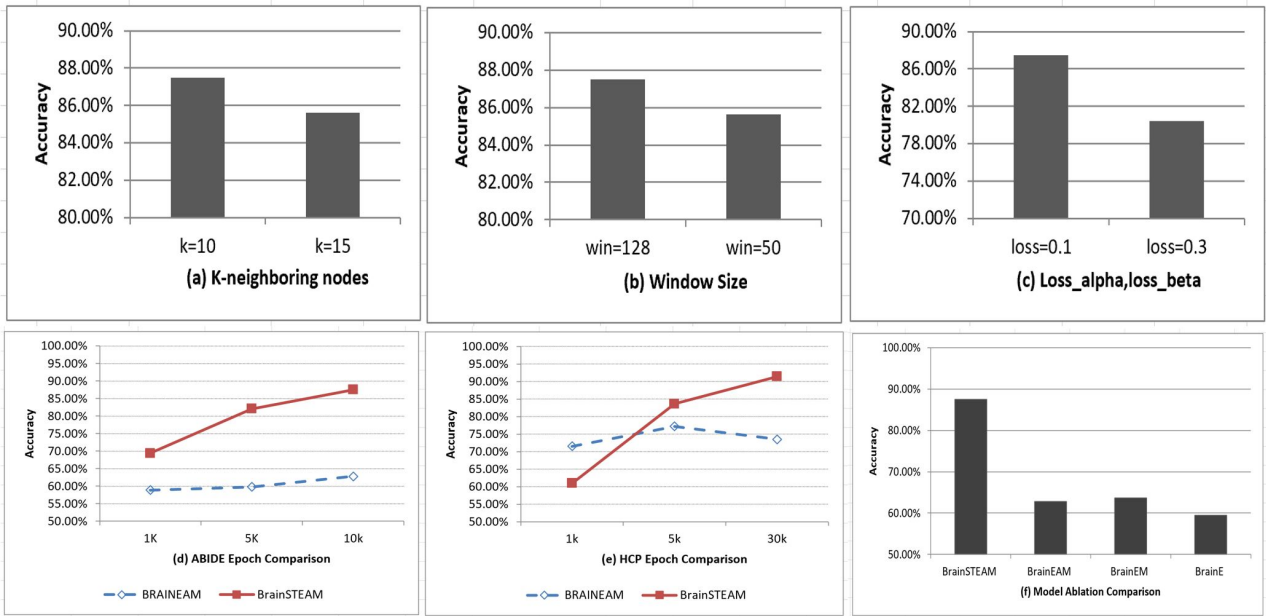 90.00%
88.00%
86.00%
84.00%
82.00%
80.00%
Accuracy
k=10 k=15
(a) K-neighboring nodes
90.00%
88.00%
86.00%
84.00%
82.00%
80.00%
Accuracy
win=128 win=50
(b) Window Size
90.00%
86.00%
82.00%
78.00%
74.00%
70.00%
Accuracy
loss=0.1 loss=0.3
(c) Loss_alpha,loss_beta
100.00%
95.00%
90.00%
85.00%
80.00%
75.00%
70.00%
65.00%
60.00%
55.00%
50.00%
Accuracy
1K 5K 10k
(d) ABIDE Epoch Comparison
BRAINEAM BrainSTEAM
100.00%
95.00%
90.00%
85.00%
80.00%
75.00%
70.00%
65.00%
60.00%
55.00%
50.00%
Accuracy
1k 5k 30k
(e) HCP Epoch Comparison
BRAINEAM BrainSTEAM
100.00%
90.00%
80.00%
70.00%
60.00%
50.00%
Accuracy
BrainSTEAM BrainEAM BrainEM BrainE
(f) Model Ablation Comparison